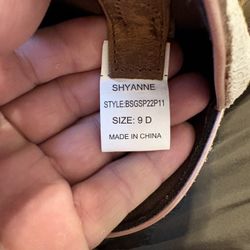 SHYANNE
STYLE:BSGSP22P11
SIZE: 9 D
MADE IN CHINA